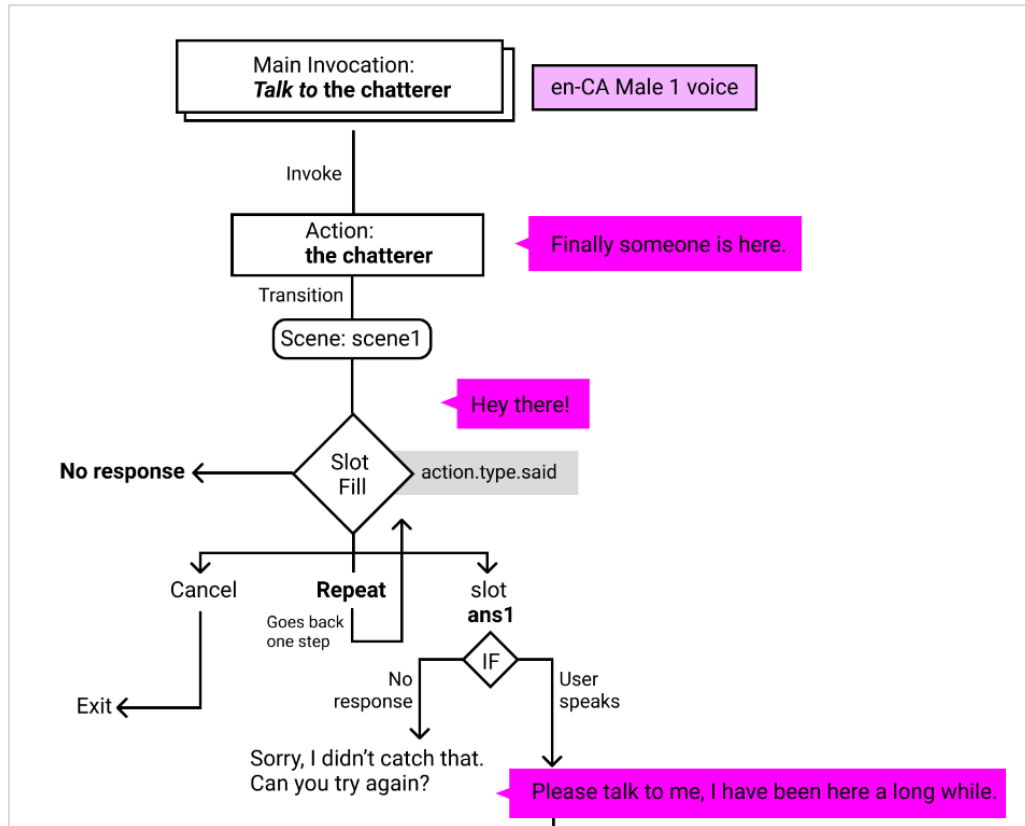 Main Invocation:
Talk to the chatterer
en-CA Male 1 voice
Invoke
Action:
the chatterer
Finally someone is here.
Transition
Scene: scene1
Hey there!
No response
Slot
Fill
action.type.said
Cancel
Repeat
slot
ans1
Goes back
one step
IF
No
response
User
speaks
Exit
Sorry, I didn’t catch that.
Can you try again?
Please talk to me, I have been here a long while.